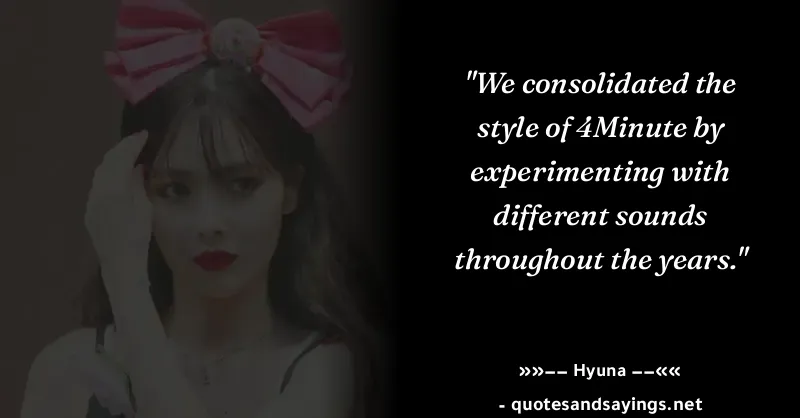 "We consolidated the
style of 4Minute by
experimenting with
different sounds
throughout the years."
»»−− Hyuna −−««
- quotesandsayings.net